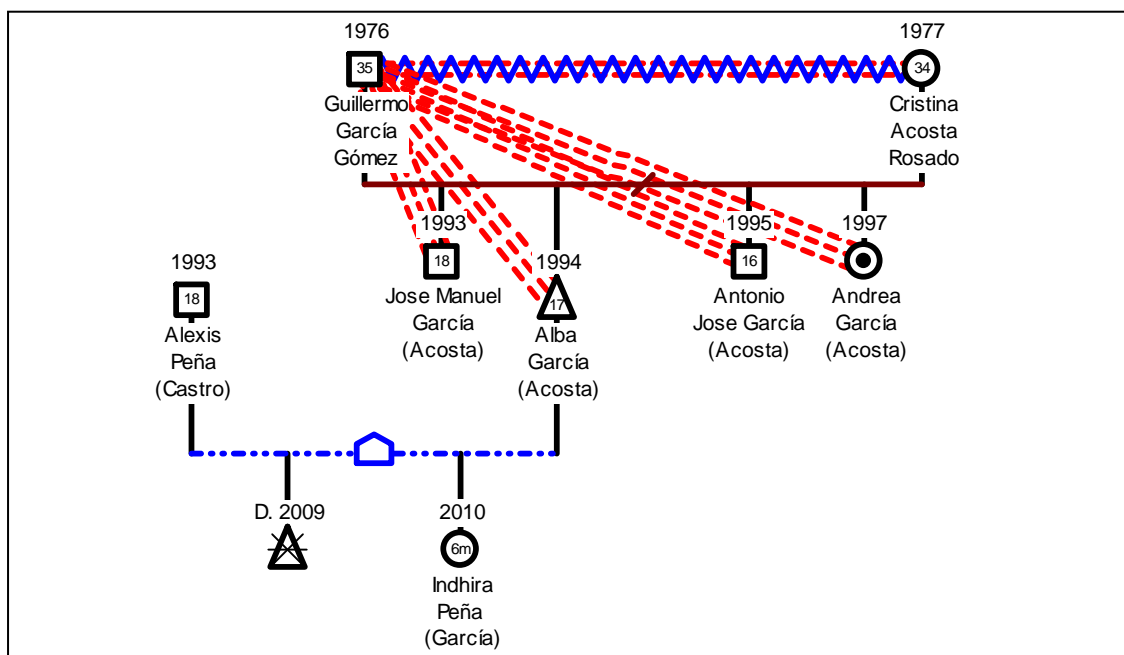 1976
1977
35
34
Guillermo
García
Gómez
Cristina
Acosta
Rosado
1993
18
Jose Manuel
García
(Acosta)
1994
17
Alba
García
(Acosta)
1995
16
Antonio
Jose García
(Acosta)
1997
Andrea
García
(Acosta)
1993
18
Alexis
Peña
(Castro)
D. 2009
2010
6m
Indhira
Peña
(García)